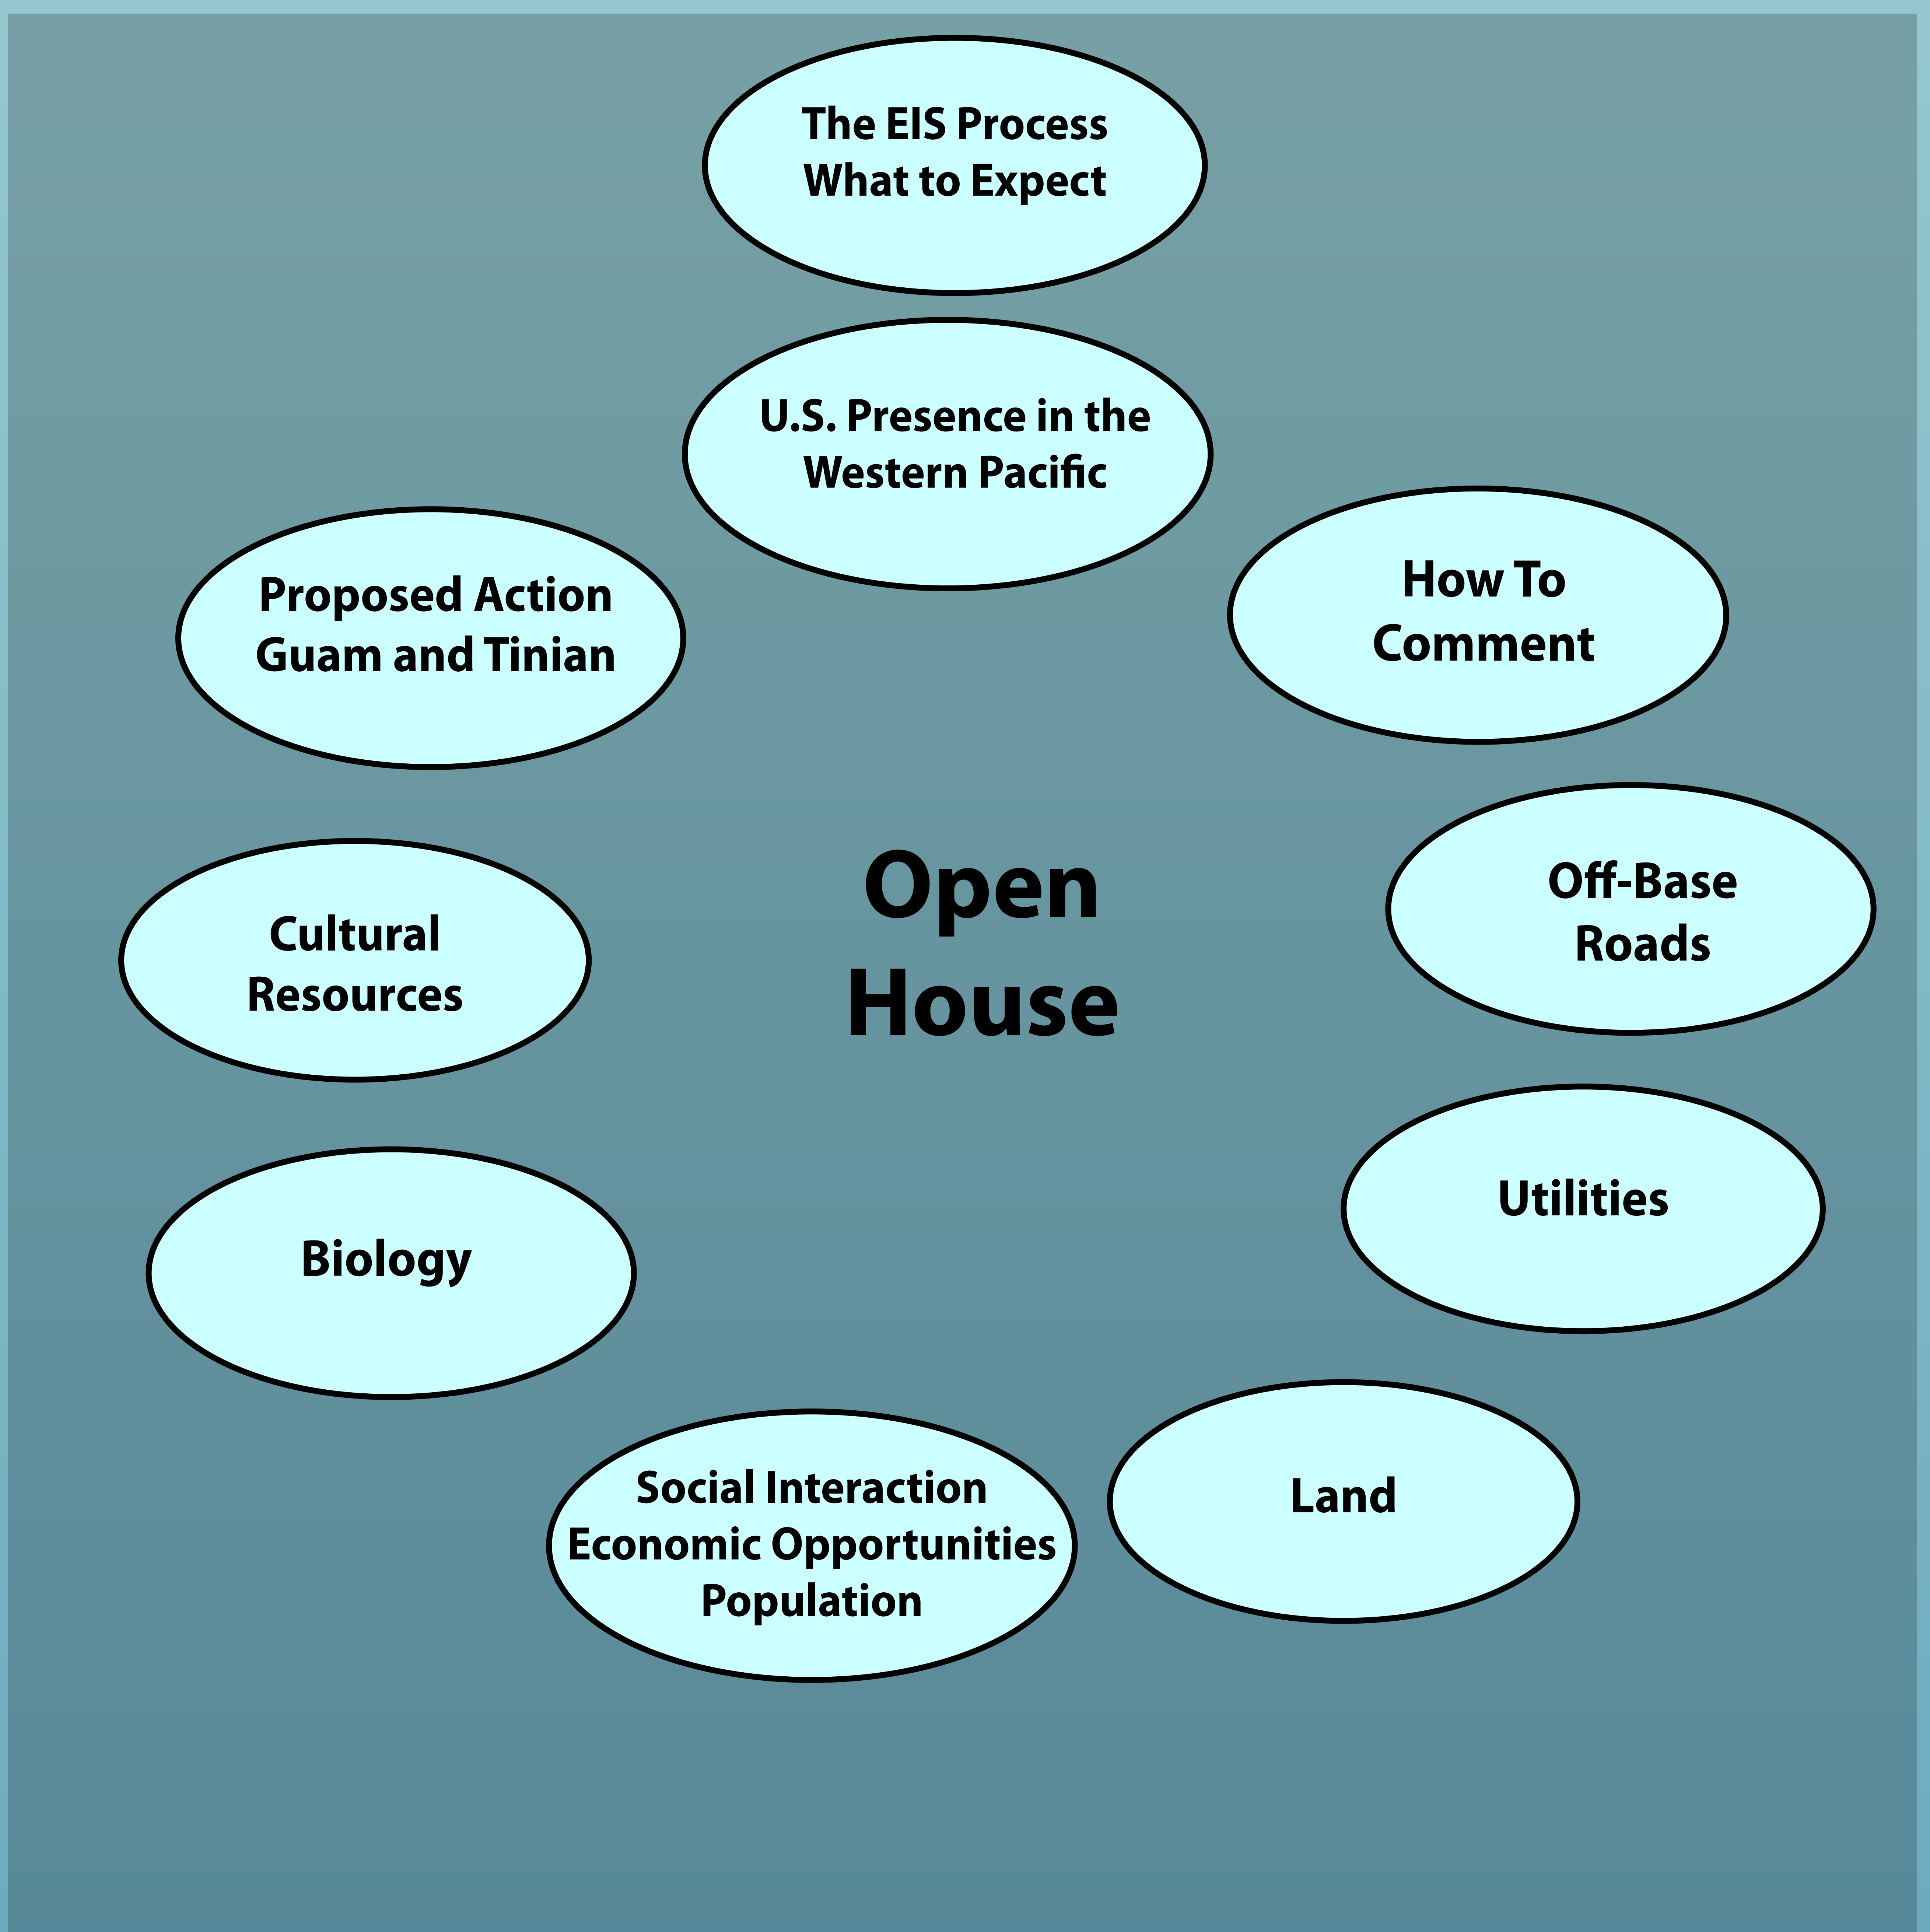 The EIS Process
What to Expect
U.S. Presence in the
Western Pacific
Proposed Action
Guam and Tinian
How To
Comment
Cultural
Resources
Open
House
Off-Base
Roads
Biology
Utilities
Social Interaction
Economic Opportunities
Population
Land